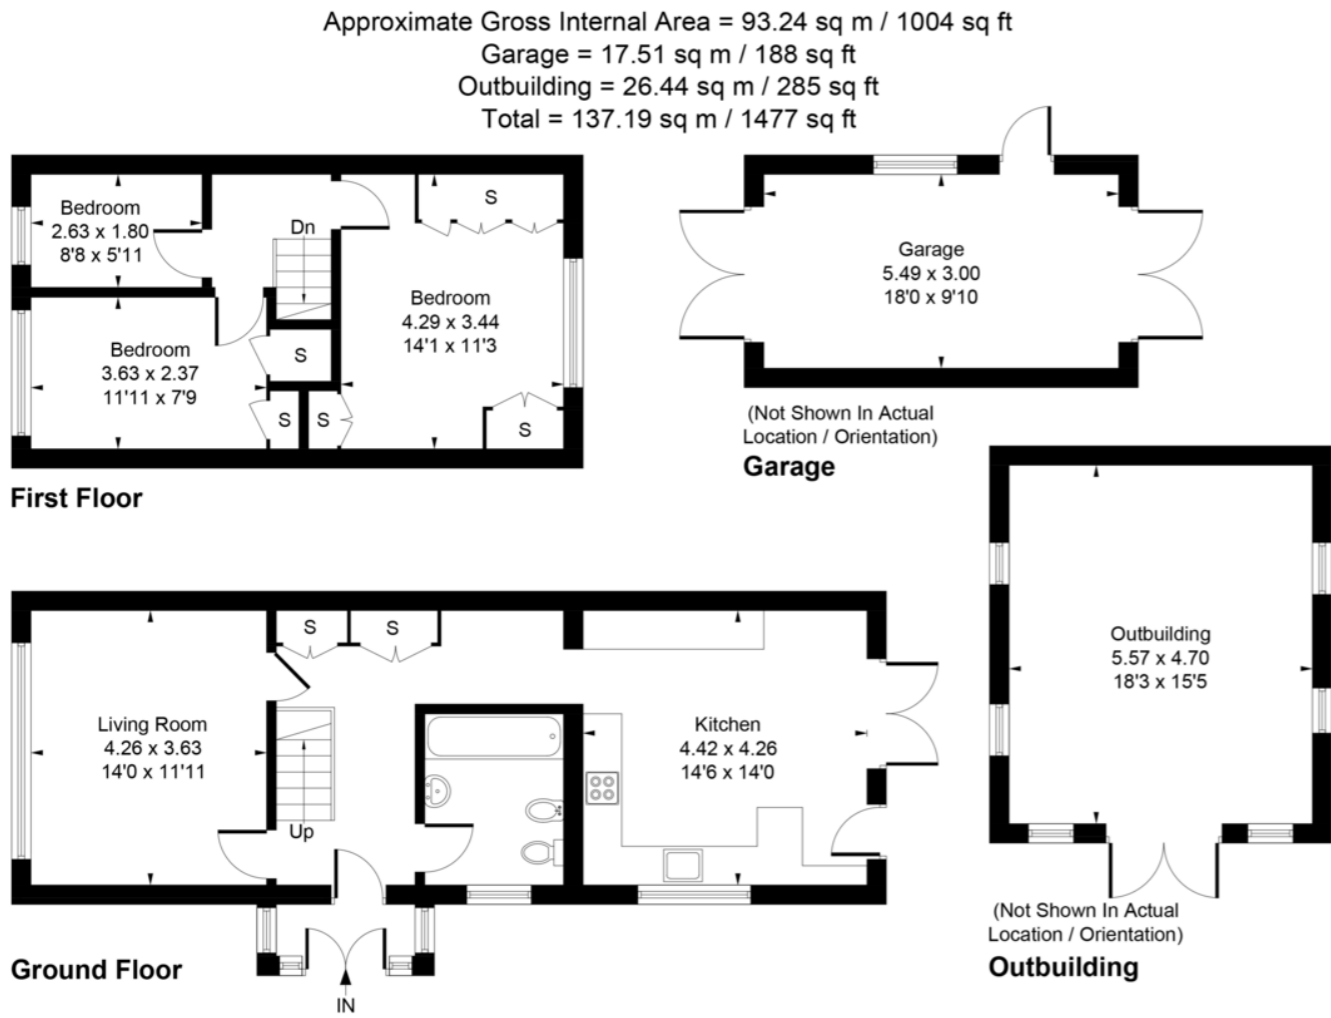 Approximate Gross Internal Area = 93.24 sq m / 1004 sq ft
Garage = 17.51 sq m / 188 sq ft
Outbuilding = 26.44 sq m / 285 sq ft
Total = 137.19 sq m / 1477 sq ft
Bedroom
2.63 x 1.80
8'8 x 5'11
Dn
S
Bedroom
4.29 x 3.44
14'1 x 11'3
Bedroom
3.63 x 2.37
11'11 x 7'9
S
S
S
S
First Floor
Garage
5.49 x 3.00
18'0 x 9'10
(Not Shown In Actual
Location / Orientation)
Garage
S
S
Living Room
4.26 x 3.63
14'0 x 11'11
Up
Kitchen
4.42 x 4.26
14'6 x 14'0
IN
Ground Floor
Outbuilding
5.57 x 4.70
18'3 x 15'5
(Not Shown In Actual
Location / Orientation)
Outbuilding